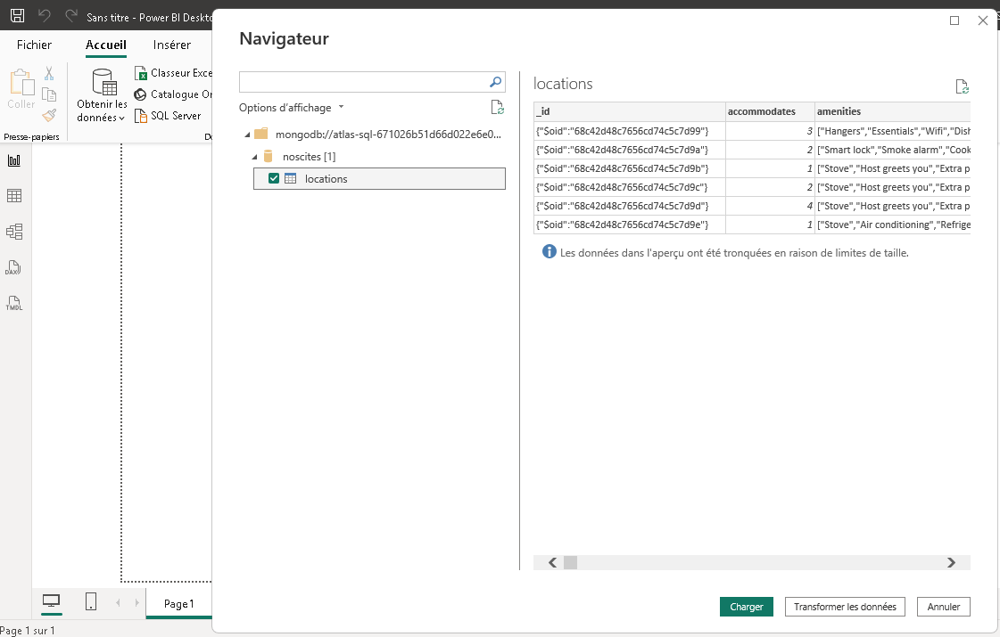 Sans titre - Power BI Deskto
Fichier
Accueil
Insérer
Coller
Obtenir les
données
Classeur Exce
Catalogue On
SQL Server
Presse-papiers
Navigateur
Options d'affichage
mongodb://atlas-sql-671026b51d66d022e6e0...
noscites [1]
locations
locations
_id accommodates amenities
{"$oid":"68c42d48c7656cd74c5c7d99"} 3 ["Hangers","Essentials","Wifi","Dish
{"$oid":"68c42d48c7656cd74c5c7d9a"} 2 ["Smart lock","Smoke alarm","Cook
{"$oid":"68c42d48c7656cd74c5c7d9b"} 1 ["Stove","Host greets you","Extra p
{"$oid":"68c42d48c7656cd74c5c7d9c"} 2 ["Stove","Host greets you","Extra p
{"$oid":"68c42d48c7656cd74c5c7d9d"} 4 ["Stove","Host greets you","Extra p
{"$oid":"68c42d48c7656cd74c5c7d9e"} 1 ["Stove","Air conditioning","Refrige
Les données dans l'aperçu ont été tronquées en raison de limites de taille.
DAX
TMDL
Page 1
Charger
Transformer les données
Annuler
Page 1 sur 1